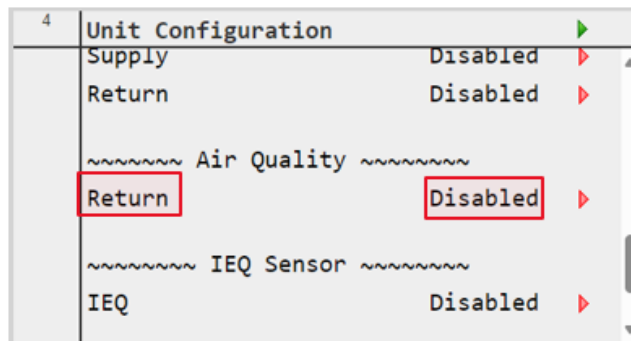 4 Unit Configuration
Supply Disabled
Return Disabled
~~~~~~~ Air Quality ~~~~~~~~
Return Disabled
~~~~~~~~ IEQ Sensor ~~~~~~~~
IEQ Disabled